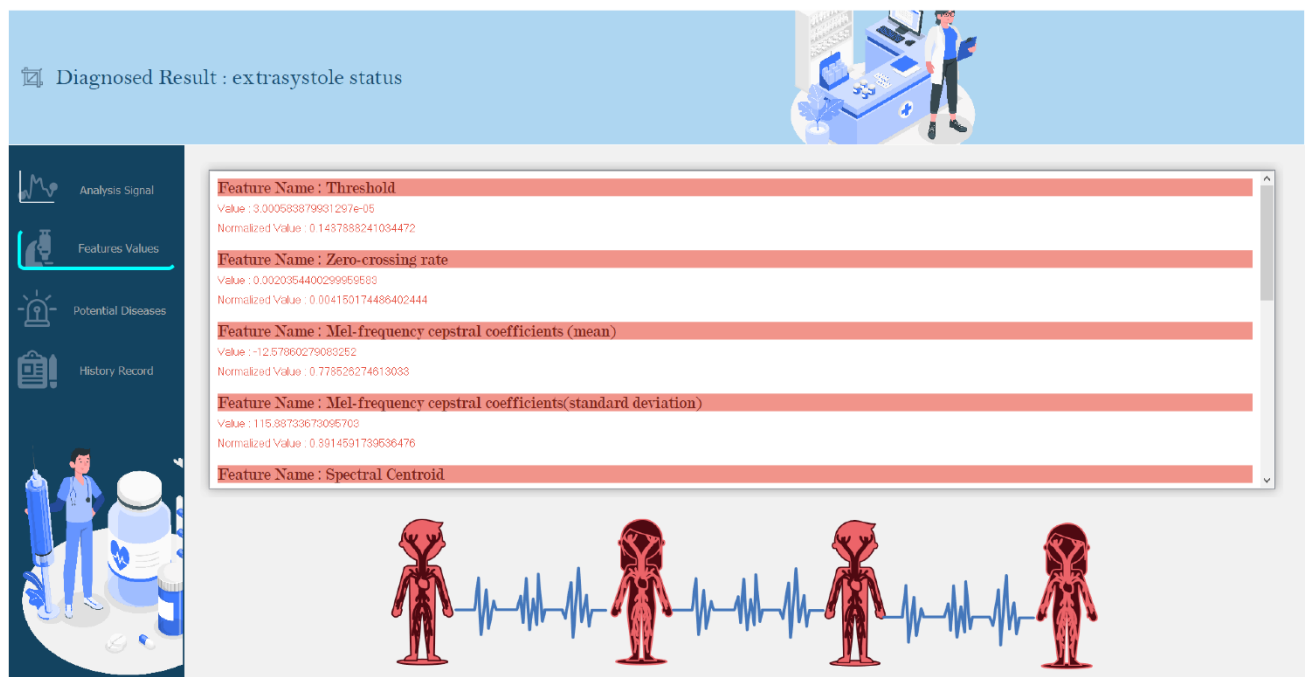 Diagnosed Result : extrasystole status
Analysis Signal
Features Values
Potential Diseases
History Record
Feature Name : Threshold
Value : 3.000583879931297e-05
Normalized Value : 0.1437888241034472
Feature Name : Zero-crossing rate
Value : 0.0020354400299959583
Normalized Value : 0.004150174486402444
Feature Name : Mel-frequency cepstral coefficients (mean)
Value : -12.57860279083252
Normalized Value : 0.778526274613033
Feature Name : Mel-frequency cepstral coefficients(standard deviation)
Value : 115.88733673095703
Normalized Value : 0.3914591739536476
Feature Name : Spectral Centroid